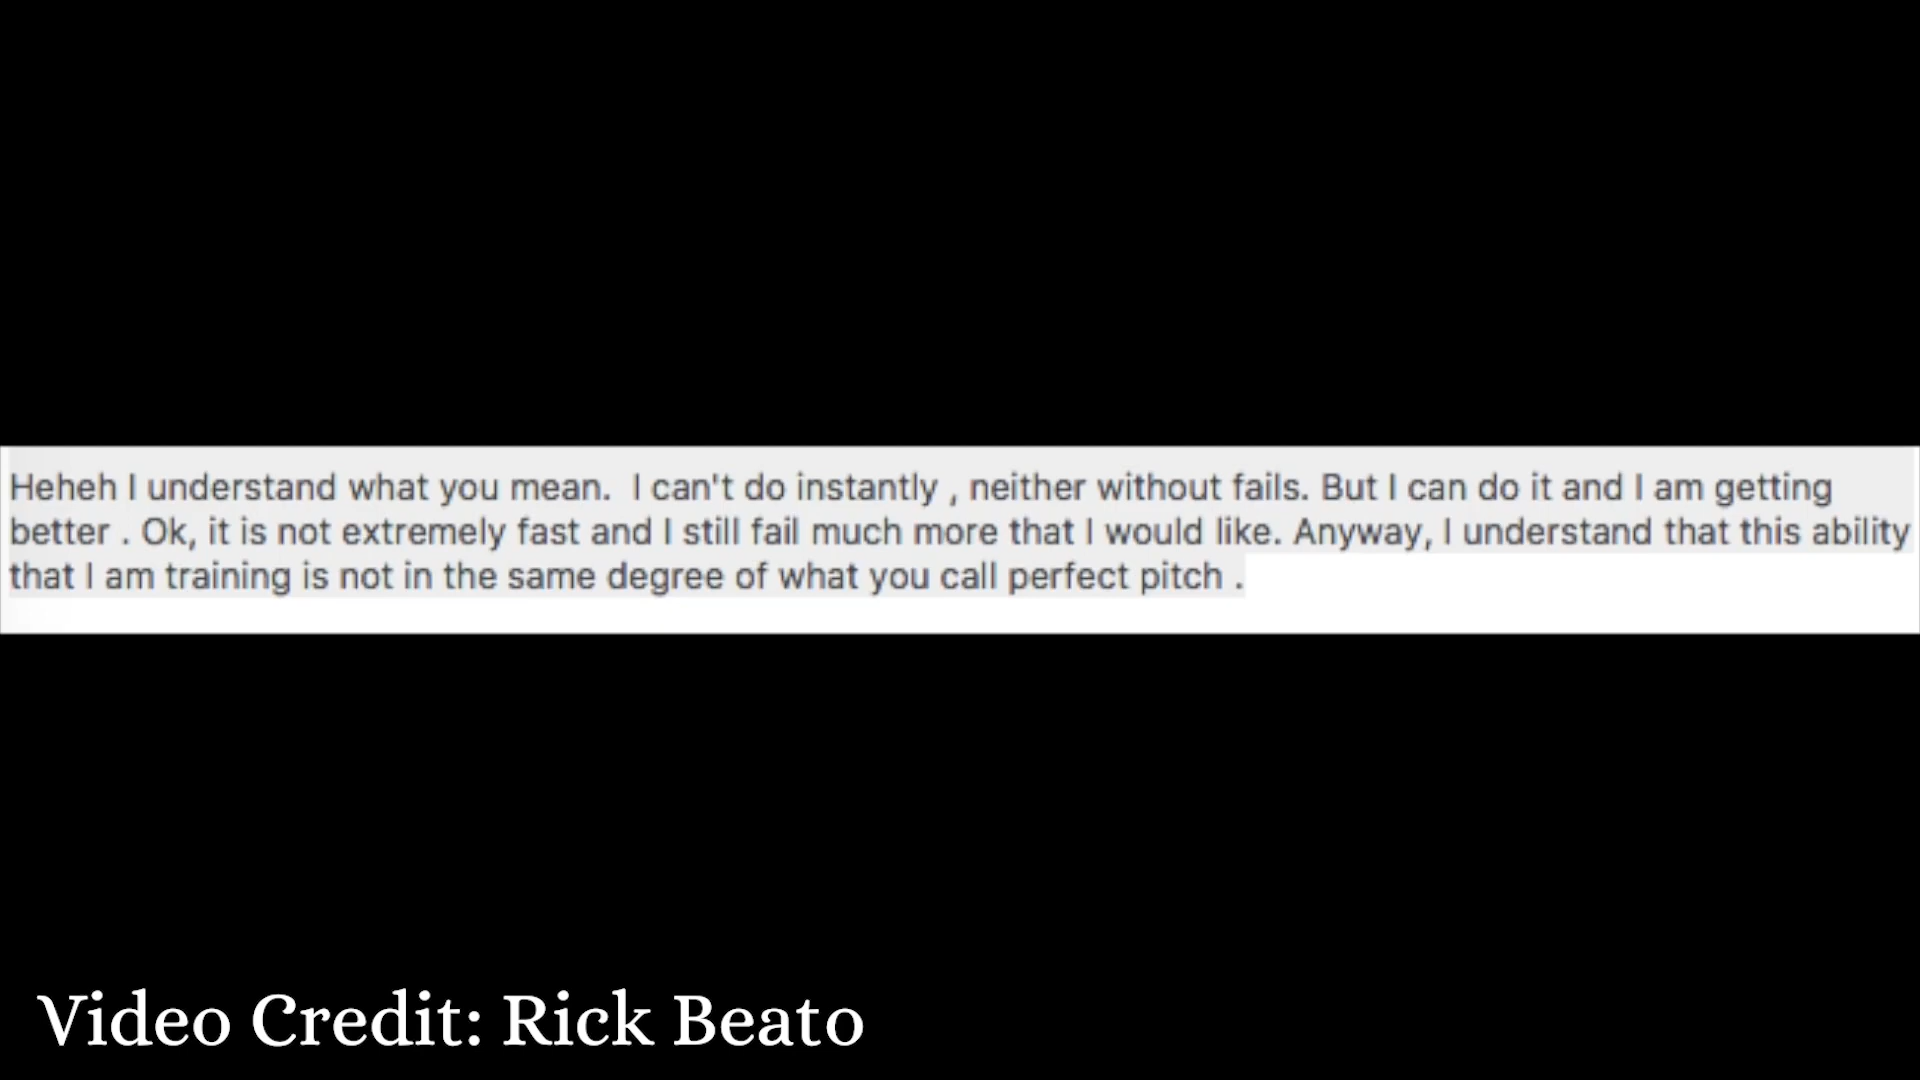 Heheh I understand what you mean.  I can't do instantly , neither without fails. But I can do it and I am getting
better . Ok, it is not extremely fast and I still fail much more that I would like. Anyway, I understand that this ability
that I am training is not in the same degree of what you call perfect pitch .
Video Credit: Rick Beato